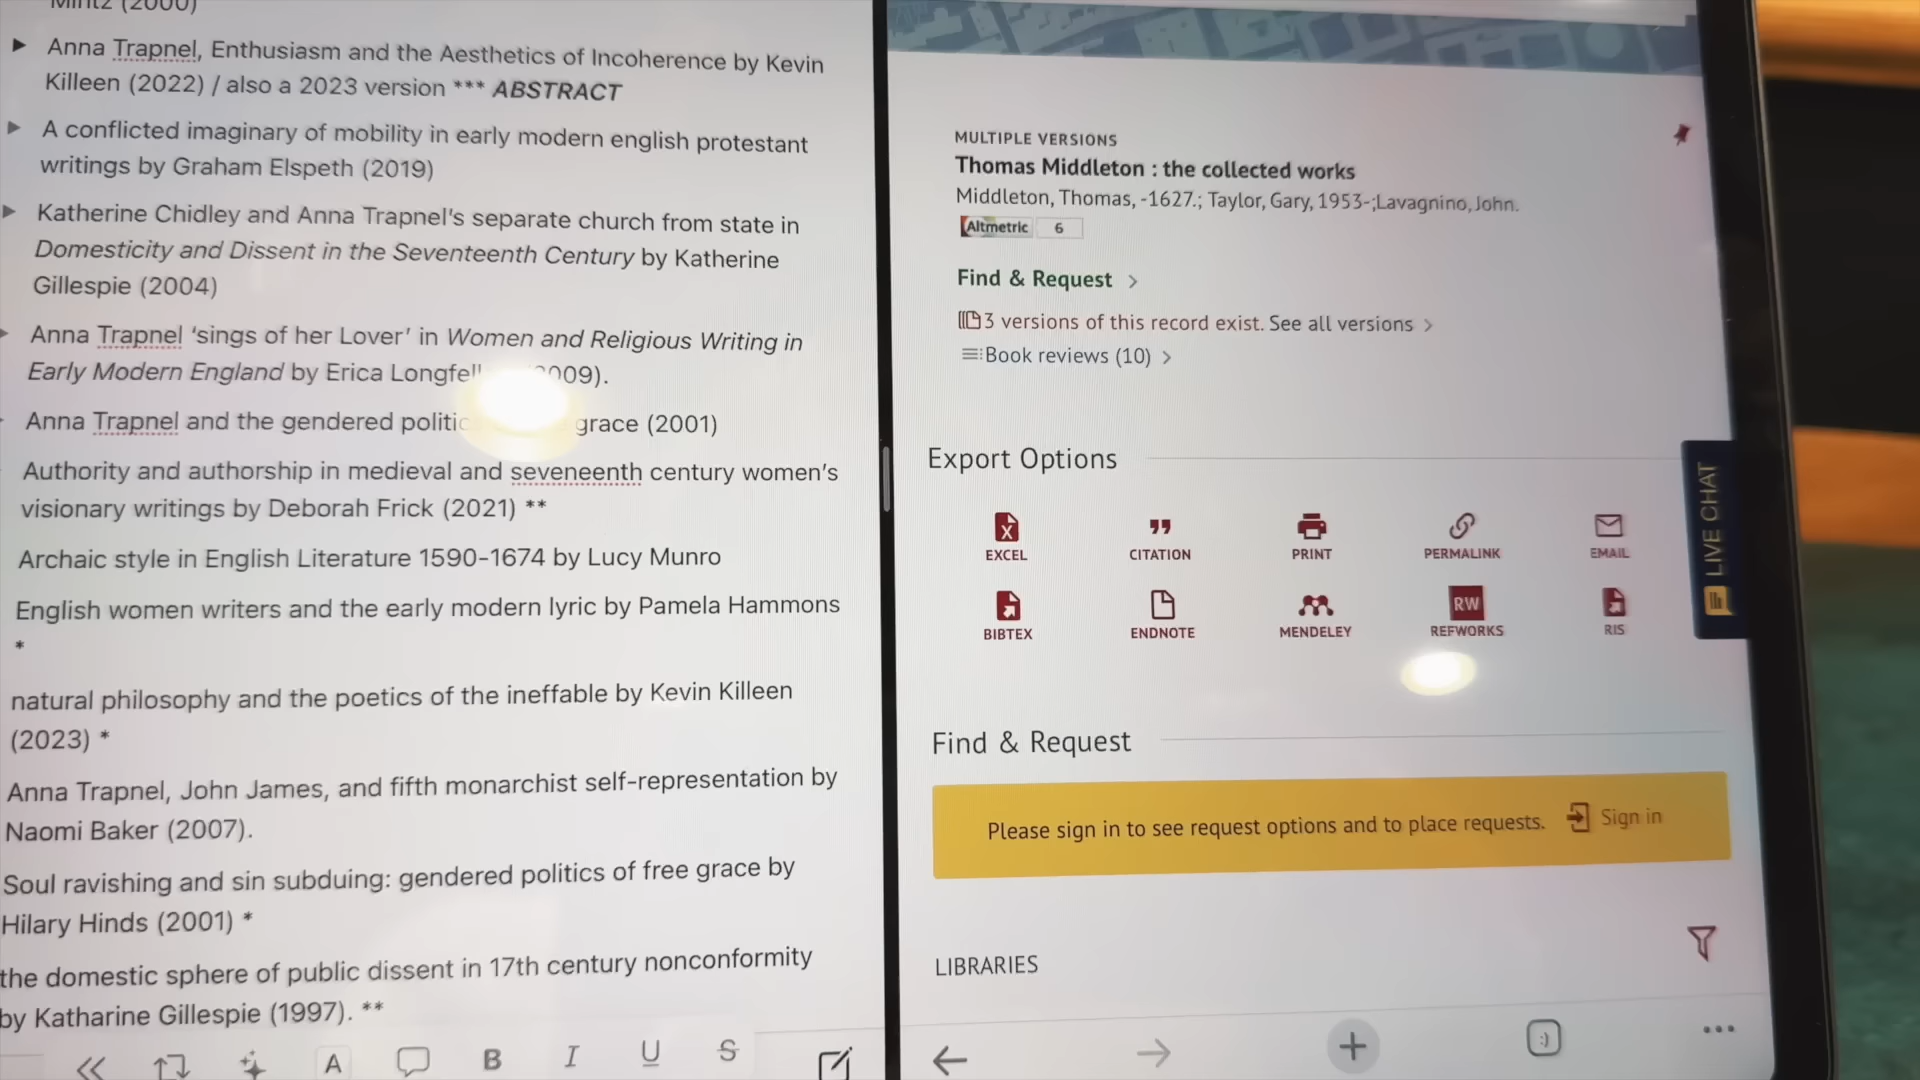 Mintz (2000)
Anna Trapnel, Enthusiasm and the Aesthetics of Incoherence by Kevin
Killeen (2022) / also a 2023 version *** ABSTRACT
A conflicted imaginary of mobility in early modern english protestant
writings by Graham Elspeth (2019)
Katherine Chidley and Anna Trapnel's separate church from state in
Domesticity and Dissent in the Seventeenth Century by Katherine
Gillespie (2004)
Anna Trapnel 'sings of her Lover' in Women and Religious Writing in
Early Modern England by Erica 009).
Anna Trapnel and the gendered grace (2001)
Authority and authorship in medieval and seveneenth century women's
visionary writings by Deborah Frick (2021) **
Archaic style in English Literature 1590-1674 by Lucy Munro
English women writers and the early modern lyric by Pamela Hammons
*
natural philosophy and the poetics of the ineffable by Kevin Killeen
(2023) *
Anna Trapnel, John James, and fifth monarchist self-representation by
Naomi Baker (2007).
Soul ravishing and sin subduing: gendered politics of free grace by
Hilary Hinds (2001) *
the domestic sphere of public dissent in 17th century nonconformity
by Katharine Gillespie (1997). **
A B I U S
MULTIPLE VERSIONS
Thomas Middleton : the collected works
Middleton, Thomas, -1627.; Taylor, Gary, 1953-;Lavagnino, John.
Altmetric 6
Find & Request >
3 versions of this record exist. See all versions >
Book reviews (10) >
Export Options
EXCEL CITATION PRINT PERMALINK EMAIL
BIBTEX ENDNOTE MENDELEY RW REFWORKS RIS
LIVE CHAT
Find & Request
Please sign in to see request options and to place requests. Sign in
LIBRARIES
:)